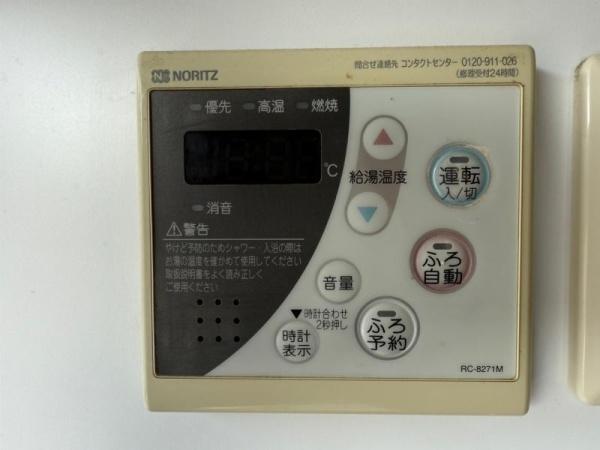 NORITZ
問合せ連絡先 コンタクトセンター 0120-911-026
(修理受付24時間)
優先 高温 燃焼
℃
給湯温度
運転
入/切
消音
警告
やけど予防のためシャワー・入浴の際は
お湯の温度を確かめて使用してください
取扱説明書をよく読み正しく
ご使用ください
ふろ
自動
音量
▼時計合わせ
2秒押し
時計
表示
ふろ
予約
RC-8271M